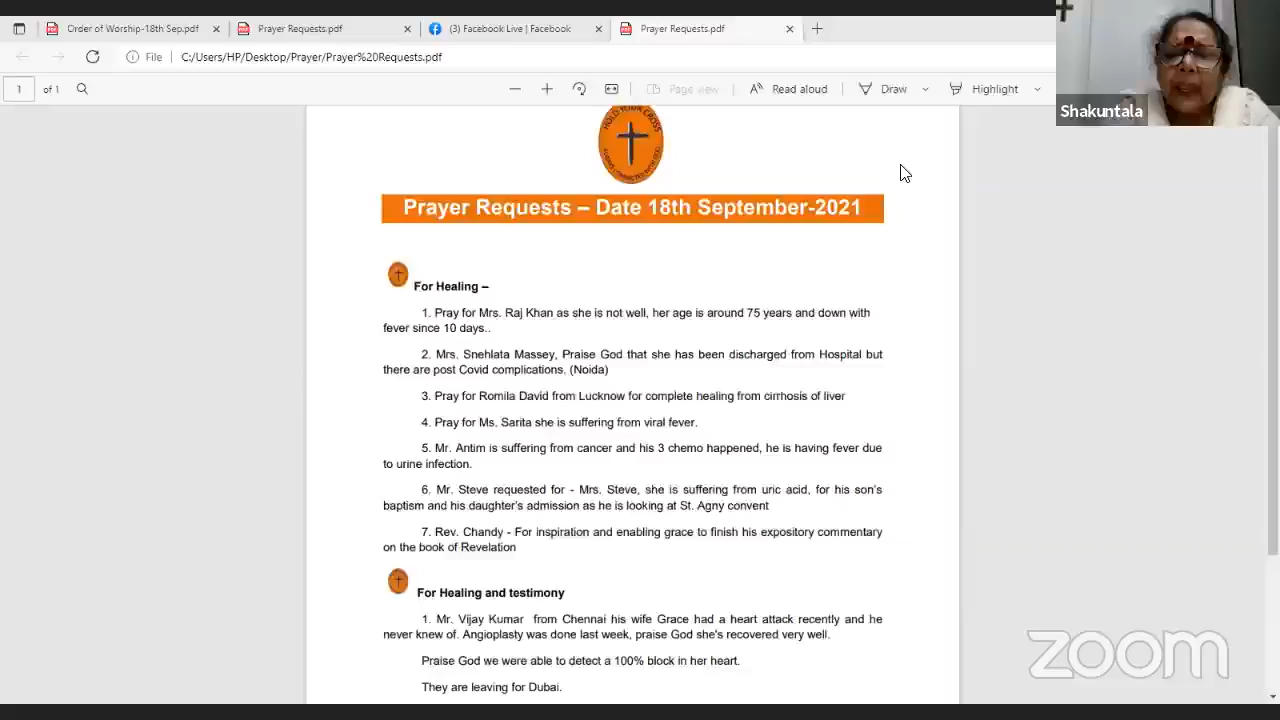 Order of Worship-18th Sep.pdf
Prayer Requests.pdf
(3) Facebook Live | Facebook
Prayer Requests.pdf
File
C:/Users/HP/Desktop/Prayer/Prayer%20Requests.pdf
1 of 1
Page view
Read aloud
Draw
Highlight
Shakuntala
HOLD YOUR CROSS
Prayer Requests – Date 18th September-2021
For Healing –
1. Pray for Mrs. Raj Khan as she is not well, her age is around 75 years and down with
fever since 10 days..
2. Mrs. Snehlata Massey, Praise God that she has been discharged from Hospital but
there are post Covid complications. (Noida)
3. Pray for Romila David from Lucknow for complete healing from cirrhosis of liver
4. Pray for Ms. Sarita she is suffering from viral fever.
5. Mr. Antim is suffering from cancer and his 3 chemo happened, he is having fever due
to urine infection.
6. Mr. Steve requested for - Mrs. Steve, she is suffering from uric acid, for his son's
baptism and his daughter's admission as he is looking at St. Agny convent
7. Rev. Chandy - For inspiration and enabling grace to finish his expository commentary
on the book of Revelation
For Healing and testimony
1. Mr. Vijay Kumar from Chennai his wife Grace had a heart attack recently and he
never knew of. Angioplasty was done last week, praise God she's recovered very well.
Praise God we were able to detect a 100% block in her heart.
They are leaving for Dubai.
zoom